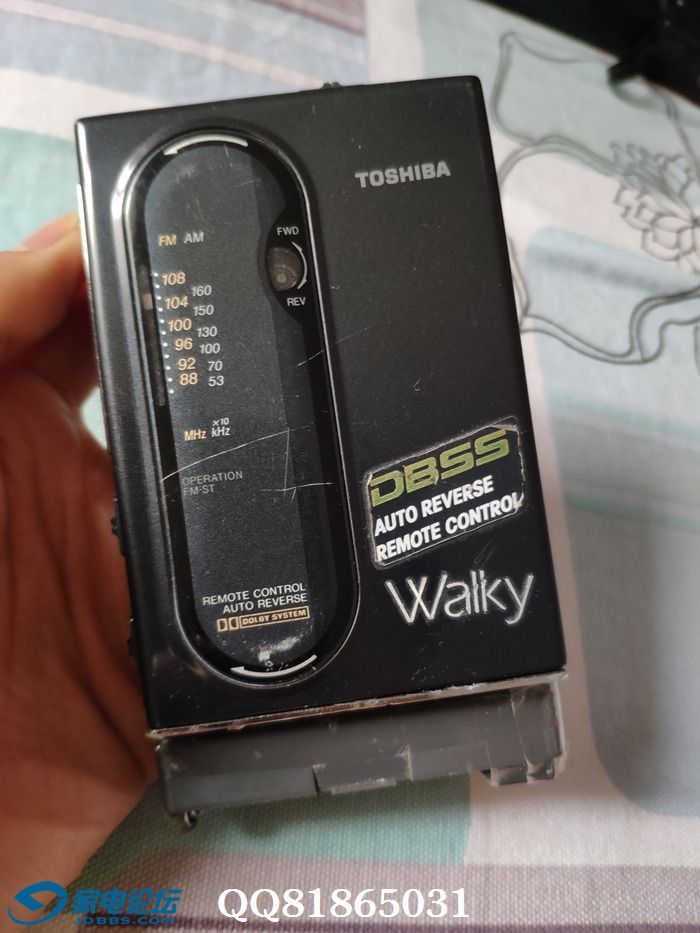 TOSHIBA
FM AM
FWD
REV
108
160
104
150
100
130
96
100
92
70
88
53
MHz x10 kHz
OPERATION
FM-ST
DBSS
AUTO REVERSE
REMOTE CONTROL
Walky
REMOTE CONTROL
AUTO REVERSE
DOLBY SYSTEM
家电论坛
JDBBS.COM
QQ81865031